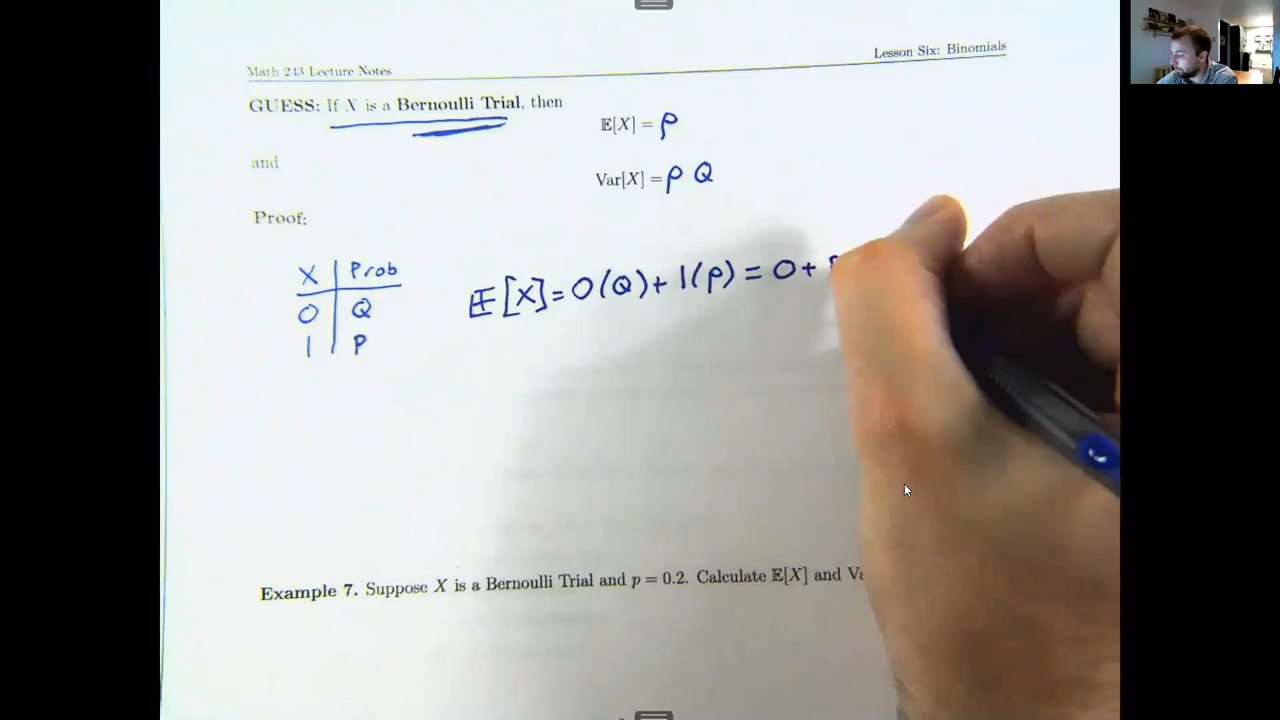 Math 243 Lecture Notes
Lesson Six: Binomials
GUESS: If X is a Bernoulli Trial, then
E[X] = p
and
Var[X] = p Q
Proof:
X Prob
0 Q
1 P
E[X] = 0(Q) + 1(p) = 0 +
Example 7. Suppose X is a Bernoulli Trial and p = 0.2. Calculate E[X] and